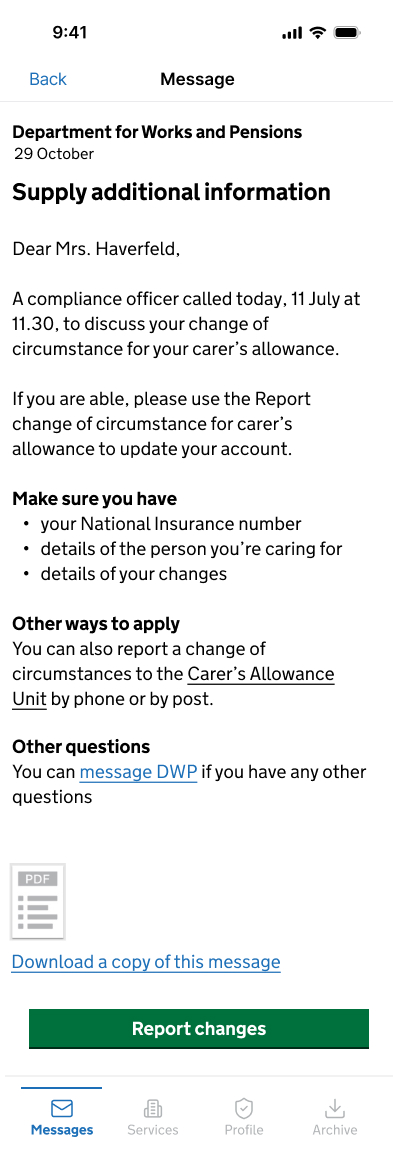 9:41
Back
Message
Department for Works and Pensions
29 October
Supply additional information
Dear Mrs. Haverfeld,
A compliance officer called today, 11 July at
11.30, to discuss your change of
circumstance for your carer’s allowance.
If you are able, please use the Report
change of circumstance for carer’s
allowance to update your account.
Make sure you have
• your National Insurance number
• details of the person you’re caring for
• details of your changes
Other ways to apply
You can also report a change of
circumstances to the Carer’s Allowance
Unit by phone or by post.
Other questions
You can message DWP if you have any other
questions
PDF
Download a copy of this message
Report changes
Messages
Services
Profile
Archive